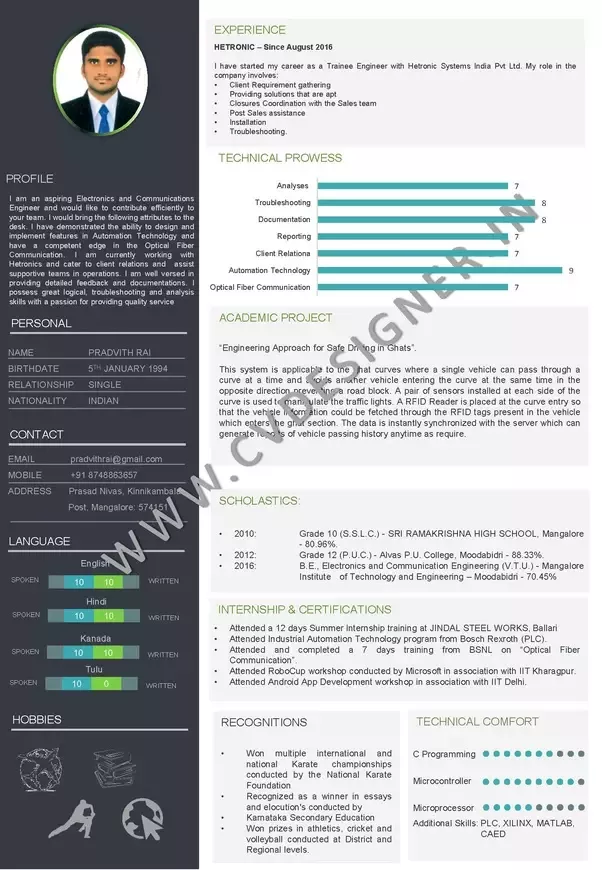 PROFILE
I am an aspiring Electronics and Communications
Engineer and would like to contribute efficiently to
your team. I would bring the following attributes to the
desk. I have demonstrated the ability to design and
implement features in Automation Technology and
have a competent edge in the Optical Fiber
Communication. I am currently working with
Hetronics and cater to client relations and assist
supportive teams in operations. I am well versed in
providing detailed feedback and documentations. I
possess great logical, troubleshooting and analysis
skills with a passion for providing quality service
PERSONAL
NAME PRADVITH RAI
BIRTHDATE 5TH JANUARY 1994
RELATIONSHIP SINGLE
NATIONALITY INDIAN
CONTACT
EMAIL pradvithrai@gmail.com
MOBILE +91 8748863657
ADDRESS Prasad Nivas, Kinnikambala
Post, Mangalore: 574151
LANGUAGE
English
SPOKEN 10 10 WRITTEN
Hindi
SPOKEN 10 10 WRITTEN
Kanada
SPOKEN 10 10 WRITTEN
Tulu
SPOKEN 10 0 WRITTEN
HOBBIES
EXPERIENCE
HETRONIC – Since August 2016
I have started my career as a Trainee Engineer with Hetronic Systems India Pvt Ltd. My role in the
company involves:
• Client Requirement gathering
• Providing solutions that are apt
• Closures Coordination with the Sales team
• Post Sales assistance
• Installation
• Troubleshooting.
TECHNICAL PROWESS
Analyses 7
Troubleshooting 8
Documentation 8
Reporting 7
Client Relationa 7
Automation Technology 9
Optical Fiber Communication 7
ACADEMIC PROJECT
“Engineering Approach for Safe Driving in Ghats”.
This system is applicable to the ghat curves where a single vehicle can pass through a
curve at a time and avoids another vehicle entering the curve at the same time in the
opposite direction preventing a road block. A pair of sensors installed at each side of the
curve is used to manipulate the traffic lights. A RFID Reader is placed at the curve entry so
that the vehicle information could be fetched through the RFID tags present in the vehicle
which enters the ghat section. The data is instantly synchronized with the server which can
generate reports of vehicle passing history anytime as require.
SCHOLASTICS:
• 2010: Grade 10 (S.S.L.C.) - SRI RAMAKRISHNA HIGH SCHOOL, Mangalore
- 80.96%.
• 2012: Grade 12 (P.U.C.) - Alvas P.U. College, Moodabidri - 88.33%.
• 2016: B.E., Electronics and Communication Engineering (V.T.U.) - Mangalore
Institute of Technology and Engineering – Moodabidri - 70.45%
INTERNSHIP & CERTIFICATIONS
• Attended a 12 days Summer Internship training at JINDAL STEEL WORKS, Ballari
• Attended Industrial Automation Technology program from Bosch Rexroth (PLC).
• Attended and completed a 7 days training from BSNL on “Optical Fiber
Communication”.
• Attended RoboCup workshop conducted by Microsoft in association with IIT Kharagpur.
• Attended Android App Development workshop in association with IIT Delhi.
RECOGNITIONS
• Won multiple international and
national Karate championships
conducted by the National Karate
Foundation
• Recognized as a winner in essays
and elocution's conducted by
• Karnataka Secondary Education
• Won prizes in athletics, cricket and
volleyball conducted at District and
Regional levels.
TECHNICAL COMFORT
C Programming
Microcontroller
Microprocessor
Additional Skills: PLC, XILINX, MATLAB,
CAED
WWW.CVDESIGNER.IN